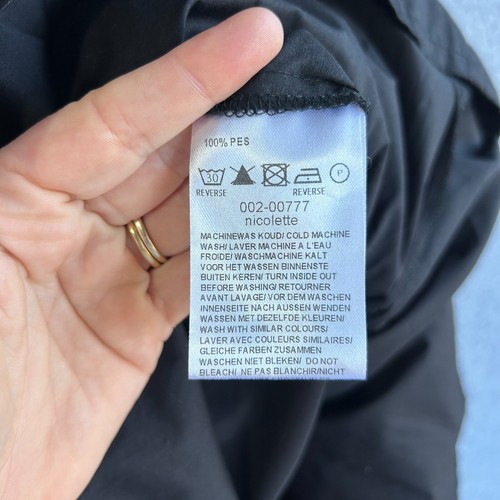 100% PES
30 P
REVERSE REVERSE
002-00777
nicolette
MACHINEWAS KOUD/ COLD MACHINE
WASH/ LAVER MACHINE A L'EAU
FROIDE/ WASCHMACHINE KALT
VOOR HET WASSEN BINNENSTE
BUITEN KEREN/ TURN INSIDE OUT
BEFORE WASHING/ RETOURNER
AVANT LAVAGE/ VOR DEM WASCHEN
INNENSEITE NACH AUSSEN WENDEN
WASSEN MET DEZELFDE KLEUREN/
WASH WITH SIMILAR COLOURS/
LAVER AVEC COULEURS SIMILAIRES/
GLEICHE FARBEN ZUSAMMEN
WASCHEN NIET BLEKEN/ DO NOT
BLEACH/ NE PAS BLANCHIR/NICHT